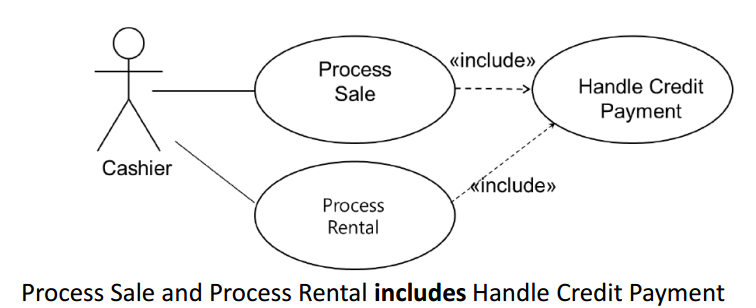 Process
Sale
«include»
Handle Credit
Payment
Cashier
Process
Rental
«include»
Process Sale and Process Rental includes Handle Credit Payment